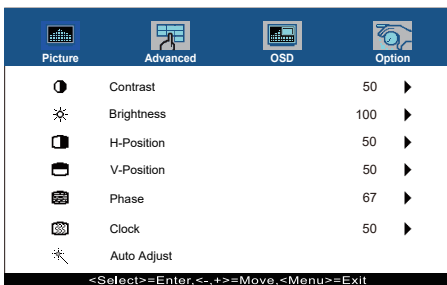 Picture Advanced OSD Option
Contrast 50
Brightness 100
H-Position 50
V-Position 50
Phase 67
Clock 50
Auto Adjust
<Select>=Enter,<-,+>=Move,<Menu>=Exit